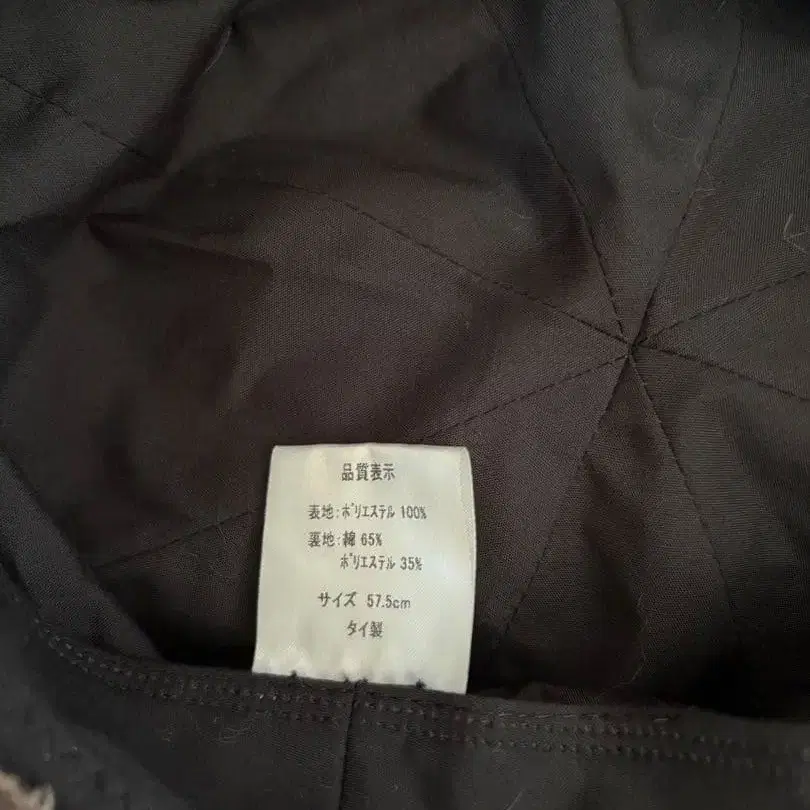 品質表示
表地:ﾎﾟﾘｴｽﾃﾙ 100%
裏地:綿 65%
ﾎﾟﾘｴｽﾃﾙ 35%
サイズ 57.5cm
タイ製